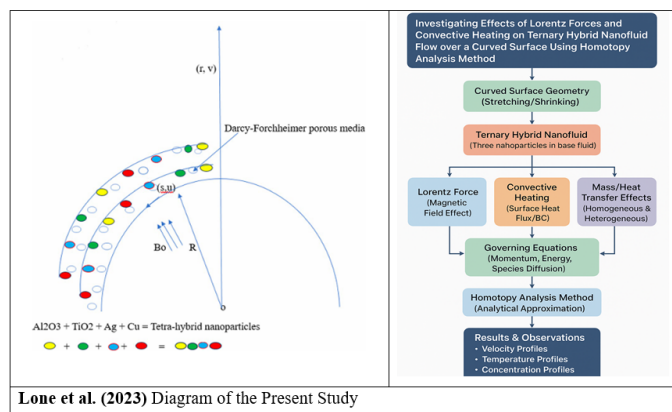 (r, v)
Darcy-Forchheimer porous media
(s,u)
Bo
R
o
Al2O3 + TiO2 + Ag + Cu = Tetra-hybrid nanoparticles
+ + + =
Lone et al. (2023) Diagram of the Present Study
Investigating Effects of Lorentz Forces and
Convective Heating on Ternary Hybrid Nanofluid
Flow over a Curved Surface Using Homotopy
Analysis Method
Curved Surface Geometry
(Stretching/Shrinking)
Ternary Hybrid Nanofluid
(Three nahoparticles in base fluid)
Lorentz Force
(Magnetic
Field Effect)
Convective
Heating
(Surface Heat
Flux/BC)
Mass/Heat
Transfer Effects
(Homogeneous &
Heterogeneous)
Governing Equations
(Momentum, Energy,
Species Diffusion)
Homotopy Analysis Method
(Analytical Approximation)
Results & Observations
• Velocity Profiles
• Temperature Profiles
• Concentration Profiles